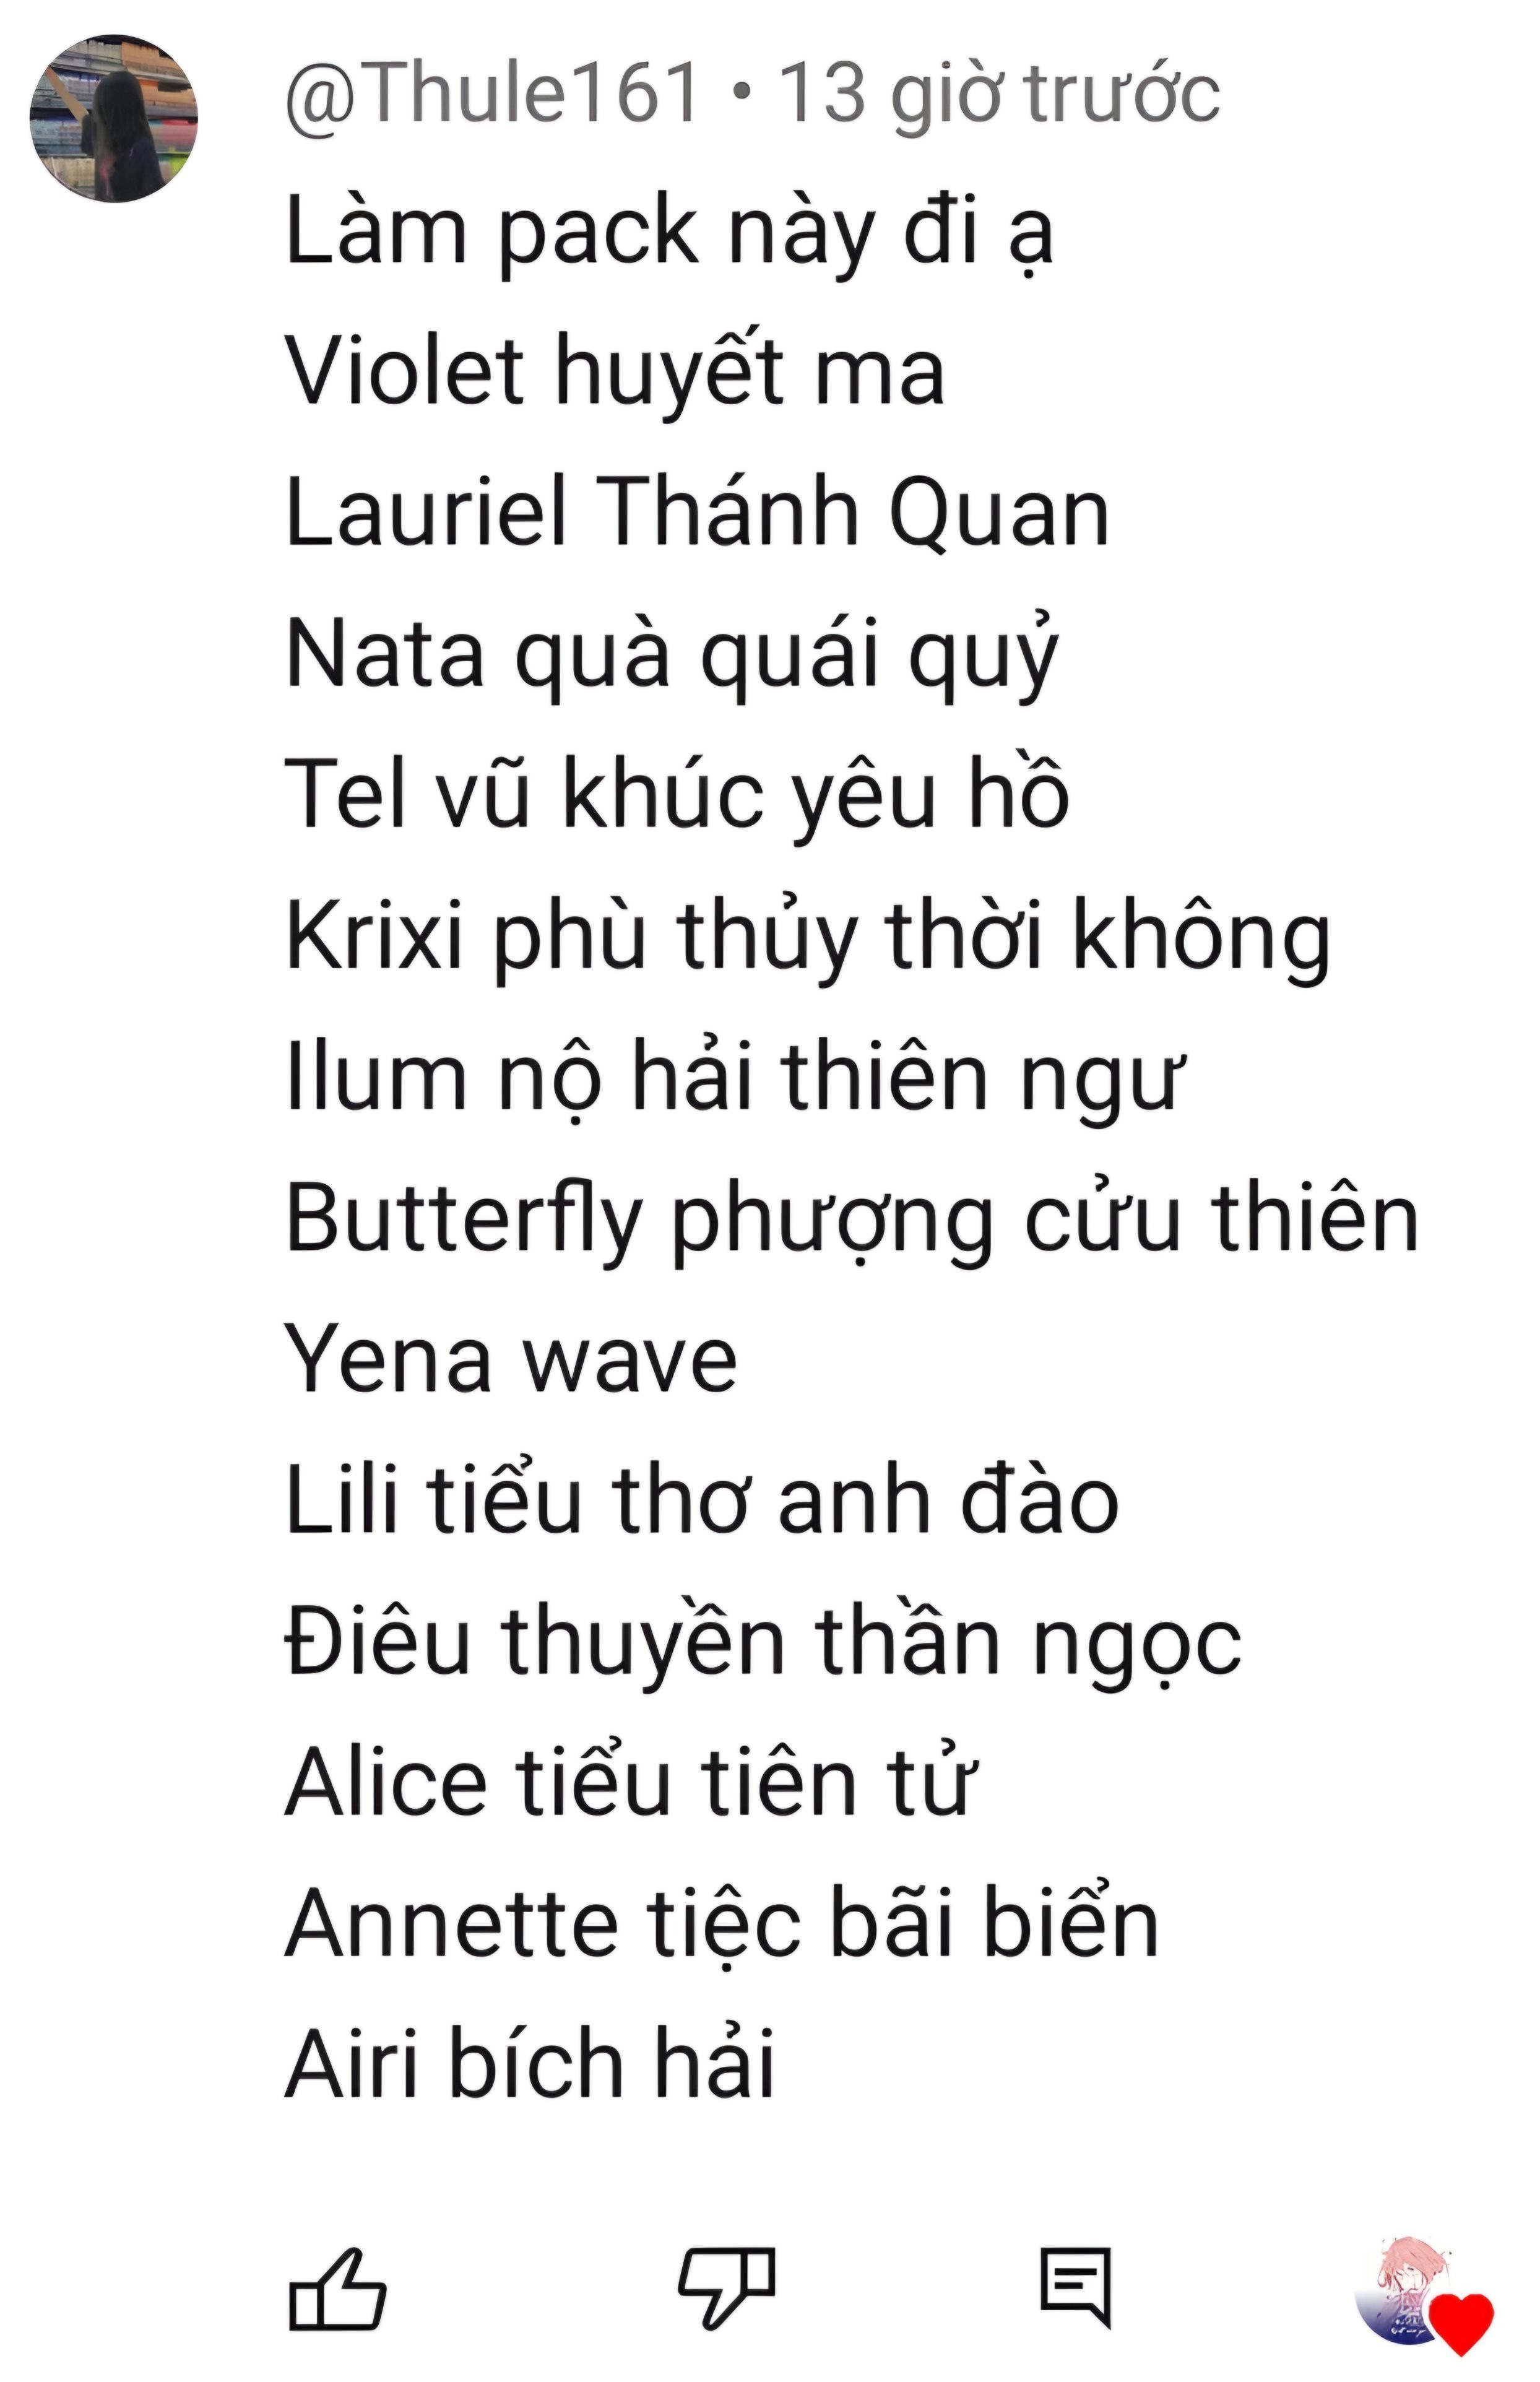 @Thule161 • 13 giờ trước
Làm pack này đi ạ
Violet huyết ma
Lauriel Thánh Quan
Nata quà quái quỷ
Tel vũ khúc yêu hồ
Krixi phù thủy thời không
Ilum nộ hải thiên ngư
Butterfly phượng cửu thiên
Yena wave
Lili tiểu thơ anh đào
Điêu thuyền thần ngọc
Alice tiểu tiên tử
Annette tiệc bãi biển
Airi bích hải